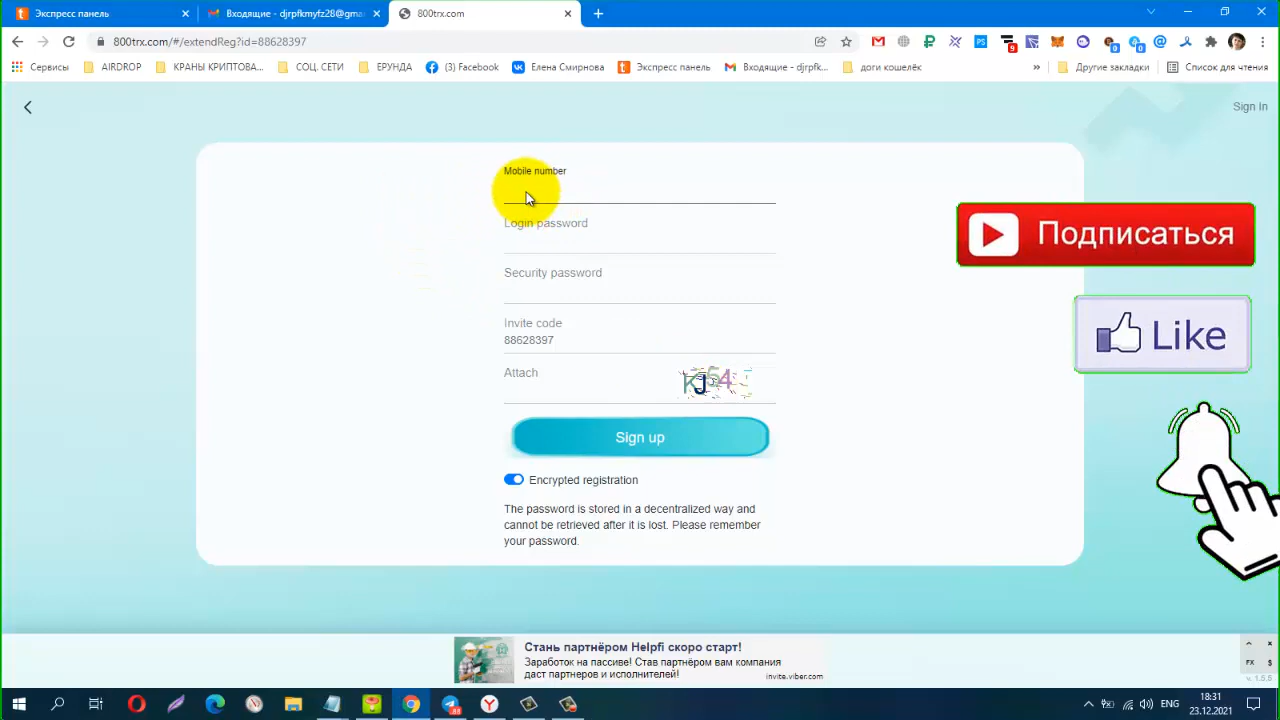 Экспресс панель
Входящие - djrpfkmyfz28@gma
800trx.com
800trx.com/#/extendReg?id=88628397
Сервисы
AIRDROP
КРАНЫ КРИПТОВА...
СОЦ. СЕТИ
ЕРУНДА
(3) Facebook
Елена Смирнова
Экспресс панель
Входящие - djrpfk...
доги кошелёк
»
Другие закладки
Список для чтения
Sign In
Mobile number
Login password
Security password
Invite code
88628397
Attach
KJ54
Sign up
Encrypted registration
The password is stored in a decentralized way and
cannot be retrieved after it is lost. Please remember
your password.
Подписаться
Like
Стань партнёром Helpfi скоро старт!
Заработок на пассиве! Став партнёром вам компания
даст партнеров и исполнителей!
invite.viber.com
FX $
v. 1.5.5
ENG
18:31
23.12.2021